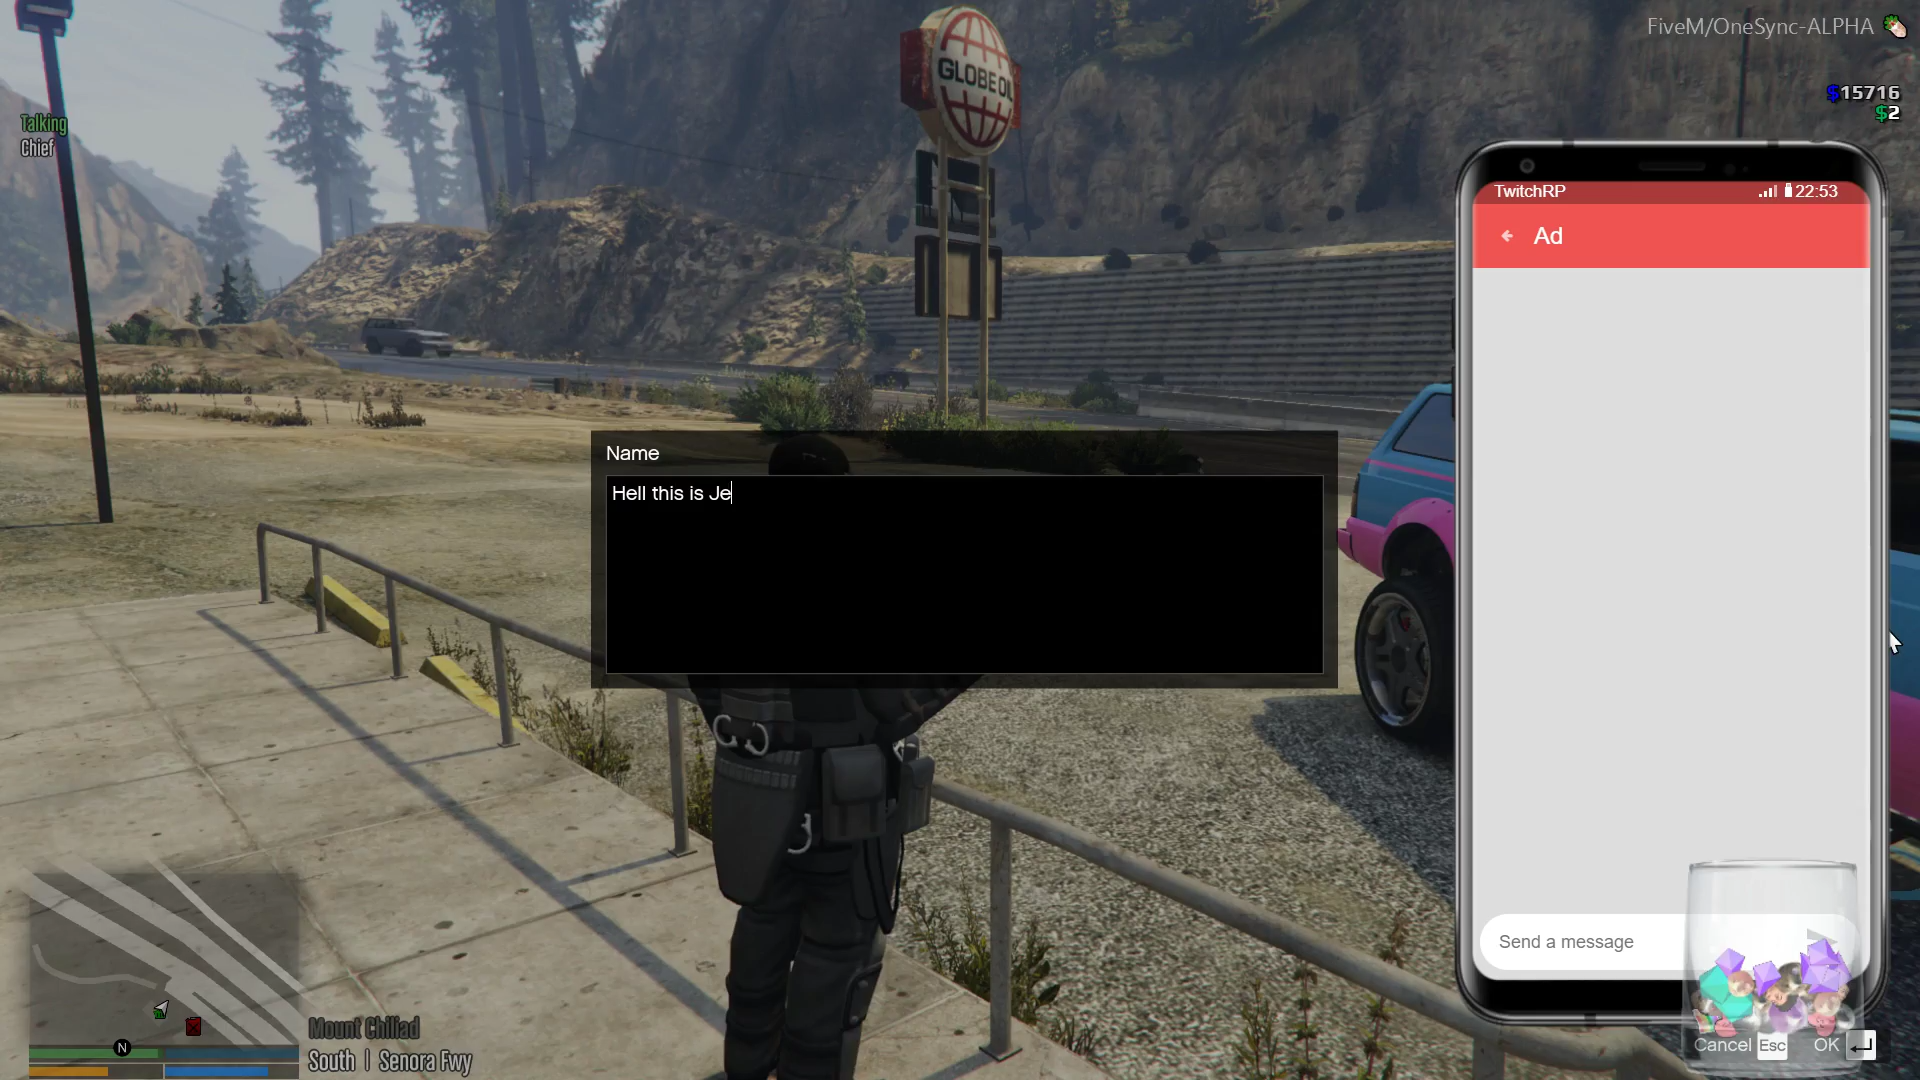 FiveM/OneSync-ALPHA
$15716
$2
Talking
Chief
GLOBE OIL
TwitchRP
22:53
Ad
Name
Hell this is Je
Send a message
N
Mount Chiliad
South | Senora Fwy
Cancel Esc OK